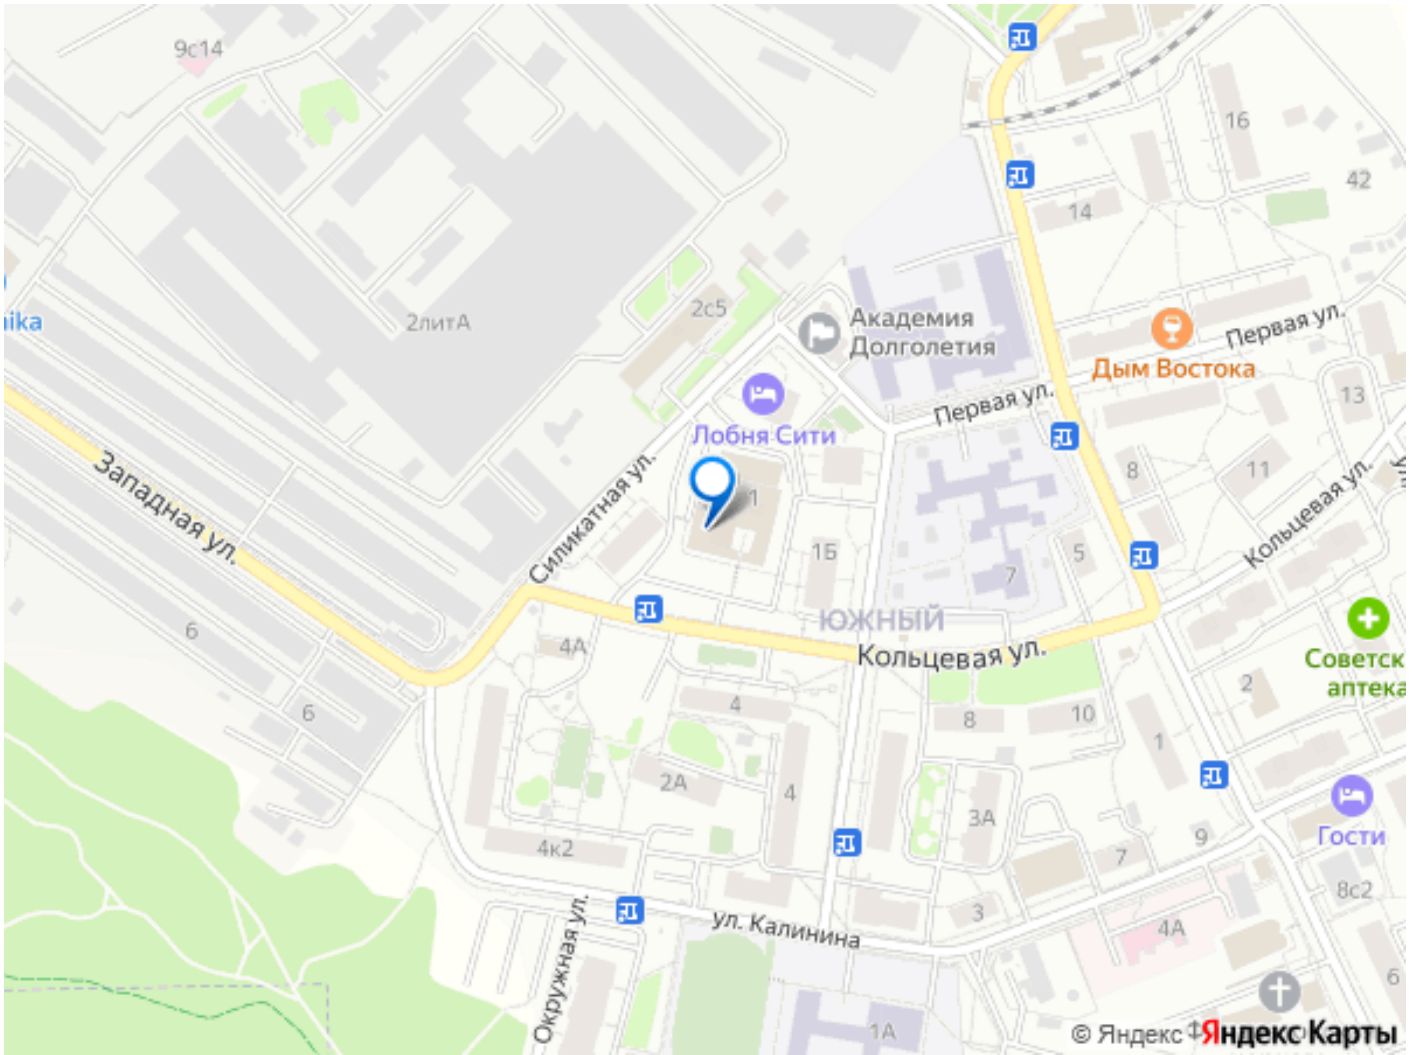 9с14
16
42
14
2с5
2литА
Академия
Долголетия
Первая ул.
Дым Востока
Первая ул.
13
Лобня Сити
8
11
Западная ул.
Силикатная ул.
1
Кольцевая ул.
1Б
5
7
6
ЮЖНЫЙ
4А
Кольцевая ул.
Советск
аптека
2
6
4
8
10
1
2А
4
3А
Гости
4к2
7
9
8с2
ул. Калинина
3
4А
Окружная ул.
6
1А
© Яндекс
Яндекс Карты